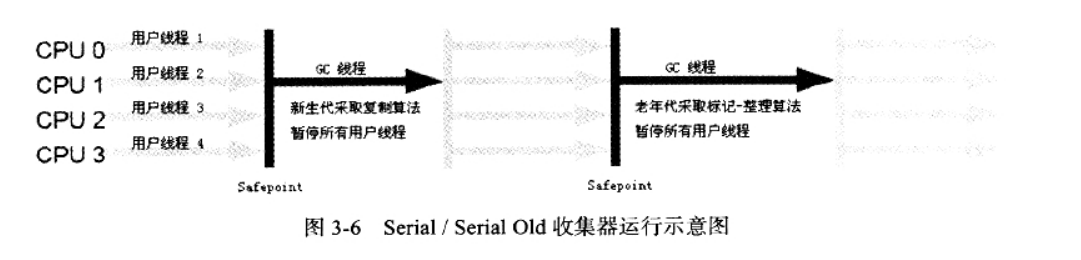 CPU 0 用户线程 1
CPU 1 用户线程 2
CPU 2 用户线程 3
CPU 3 用户线程 4
GC 线程
新生代采取复制算法
暂停所有用户线程
Safepoint
GC 线程
老年代采取标记-整理算法
暂停所有用户线程
Safepoint
图 3-6 Serial / Serial Old 收集器运行示意图